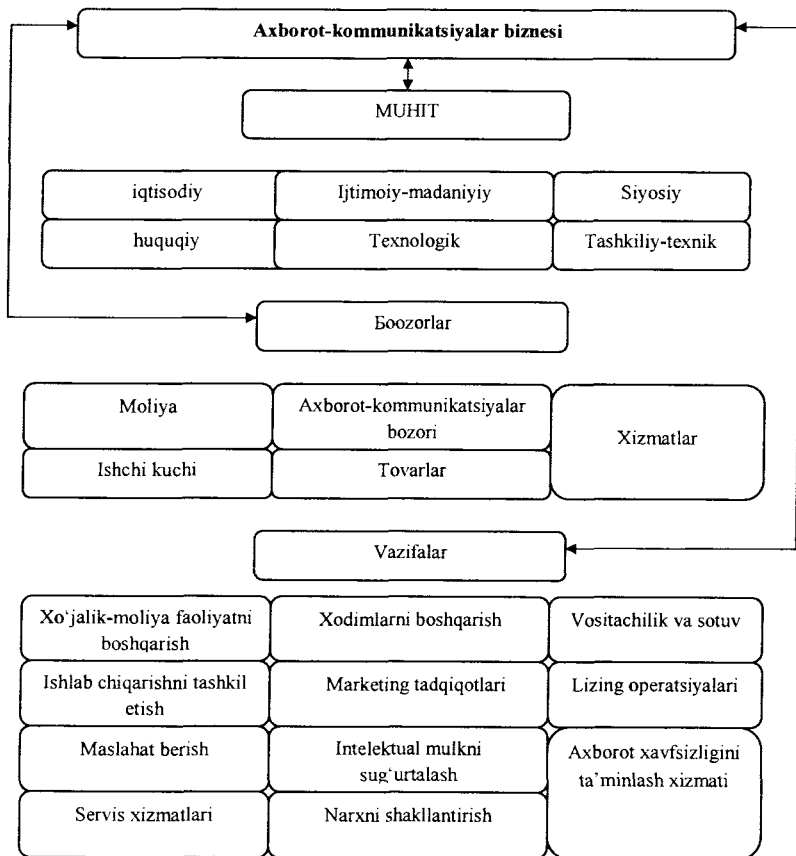 Axborot-kommunikatsiyalar biznesi
MUHIT
iqtisodiy
Ijtimoiy-madaniyiy
Siyosiy
huquqiy
Texnologik
Tashkiliy-texnik
Бoozorlar
Moliya
Axborot-kommunikatsiyalar
bozori
Xizmatlar
Ishchi kuchi
Tovarlar
Vazifalar
Xo‘jalik-moliya faoliyatni
boshqarish
Xodimlarni boshqarish
Vositachilik va sotuv
Ishlab chiqarishni tashkil
etish
Marketing tadqiqotlari
Lizing operatsiyalari
Maslahat berish
Intelektual mulkni
sug‘urtalash
Axborot xavfsizligini
ta’minlash xizmati
Servis xizmatlari
Narxni shakllantirish